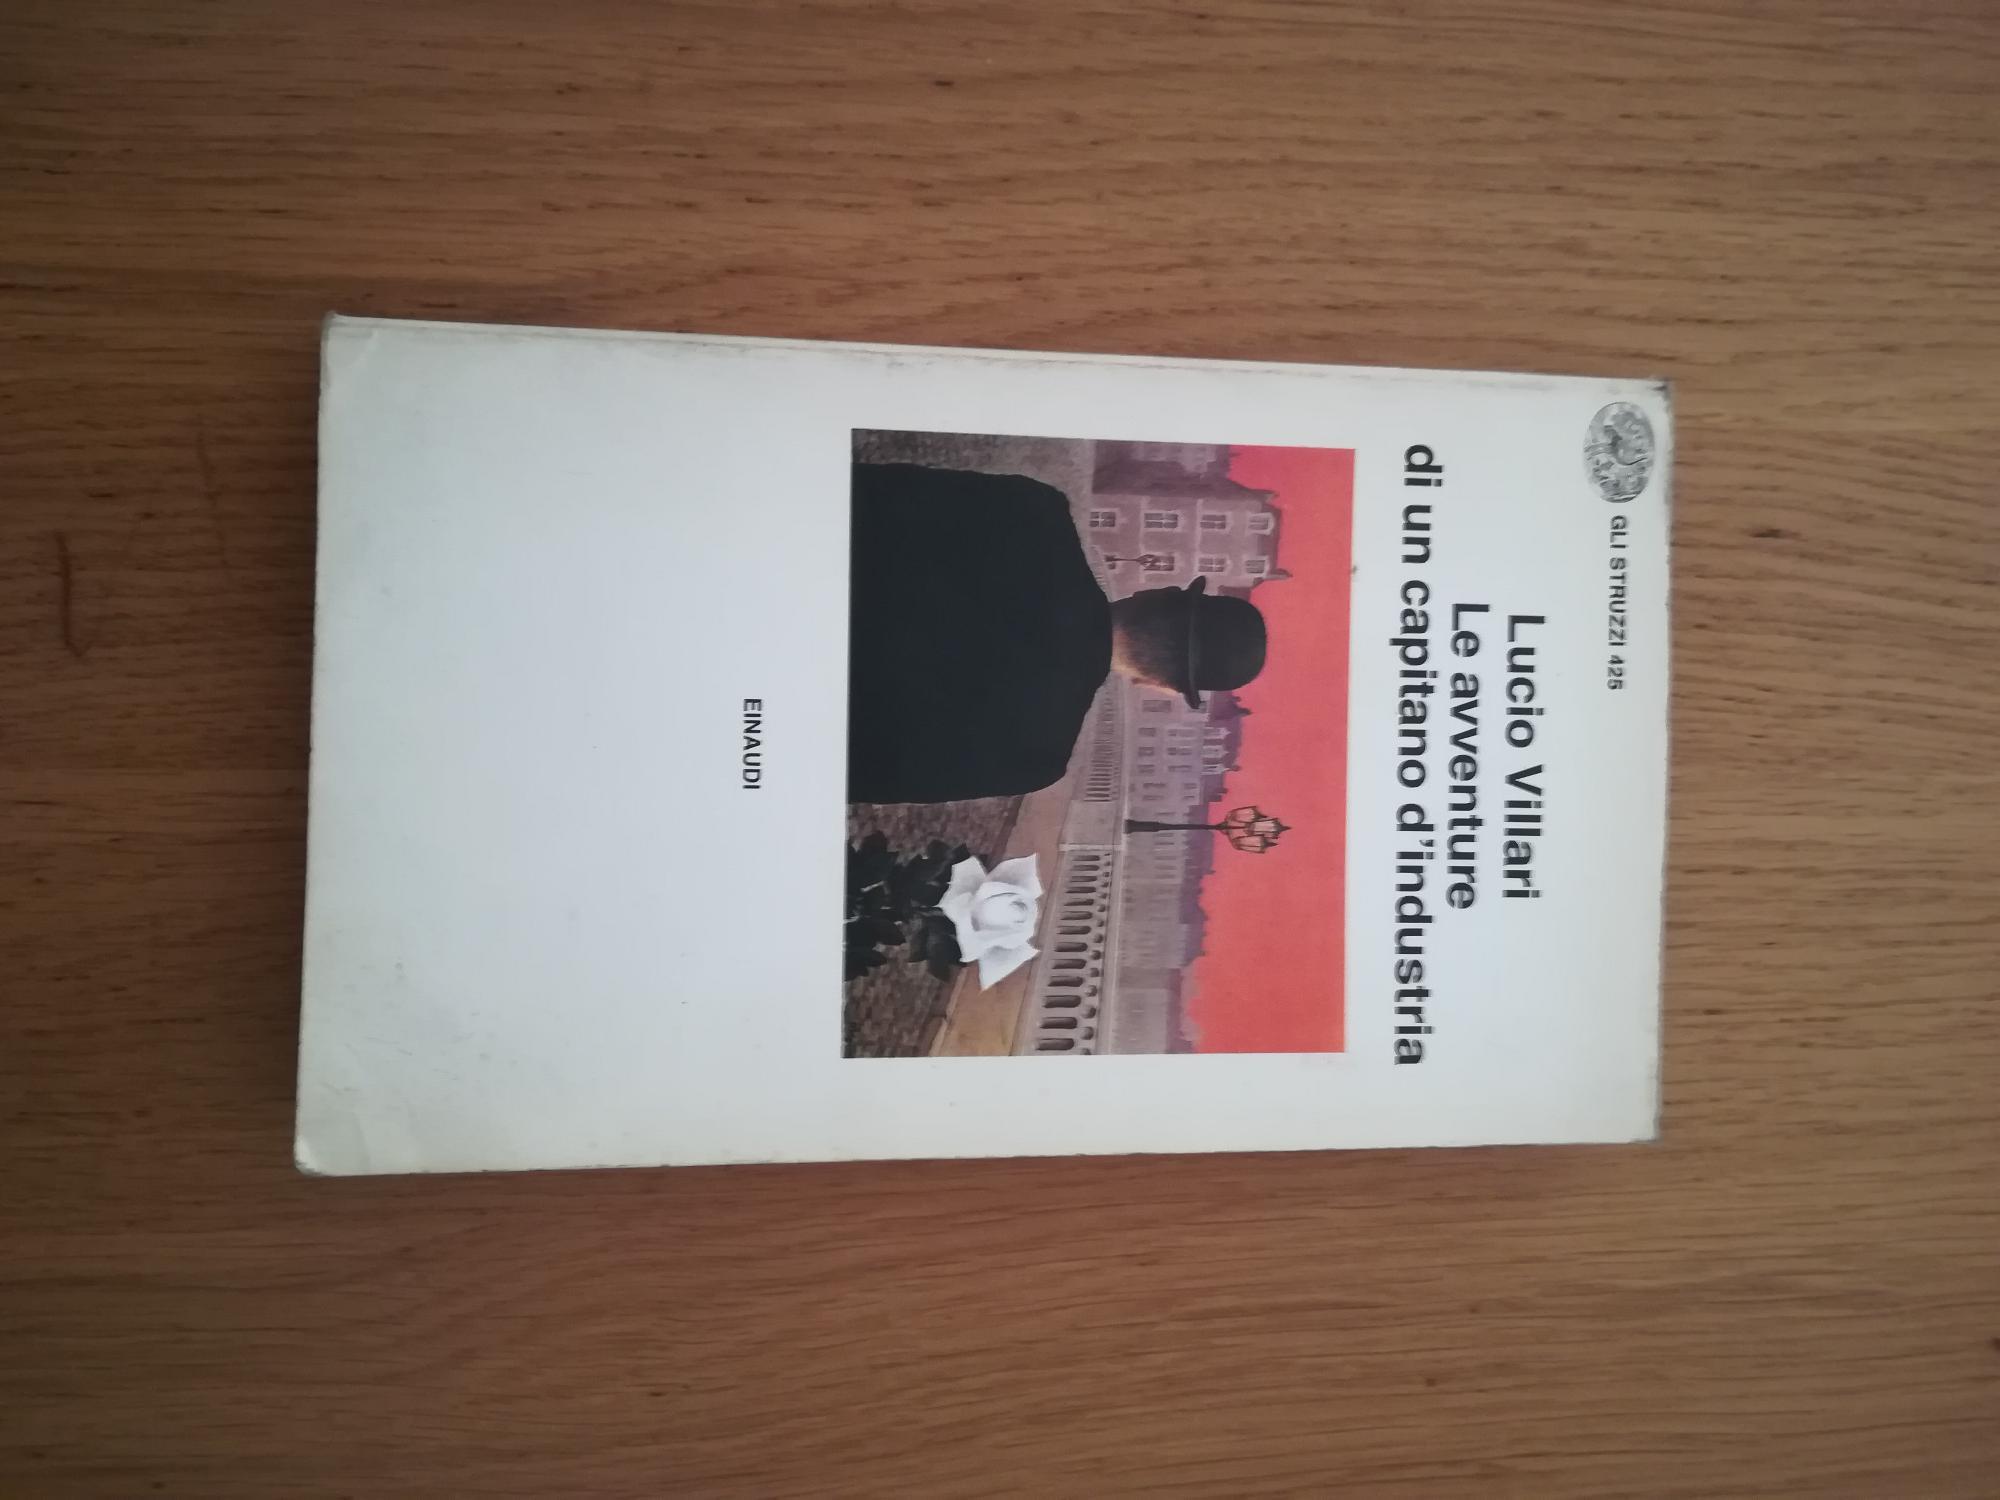 GLI STRUZZI 425
Lucio Villari
Le avventure
di un capitano d'industria
EINAUDI